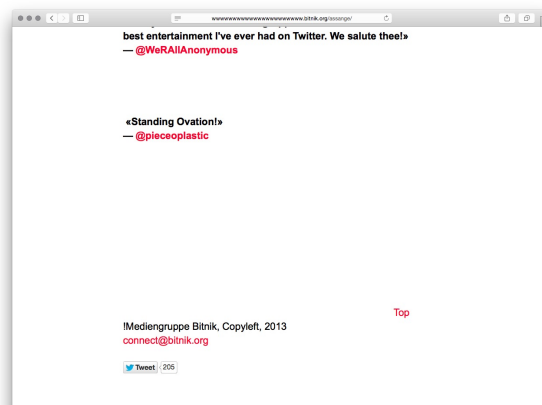 wwwwwwwwwwwwwwwwwwwwww.bitnik.org/assange/
best entertainment I've ever had on Twitter. We salute thee!»
— @WeRAllAnonymous
«Standing Ovation!»
— @pieceoplastic
Top
!Mediengruppe Bitnik, Copyleft, 2013
connect@bitnik.org
Tweet 205